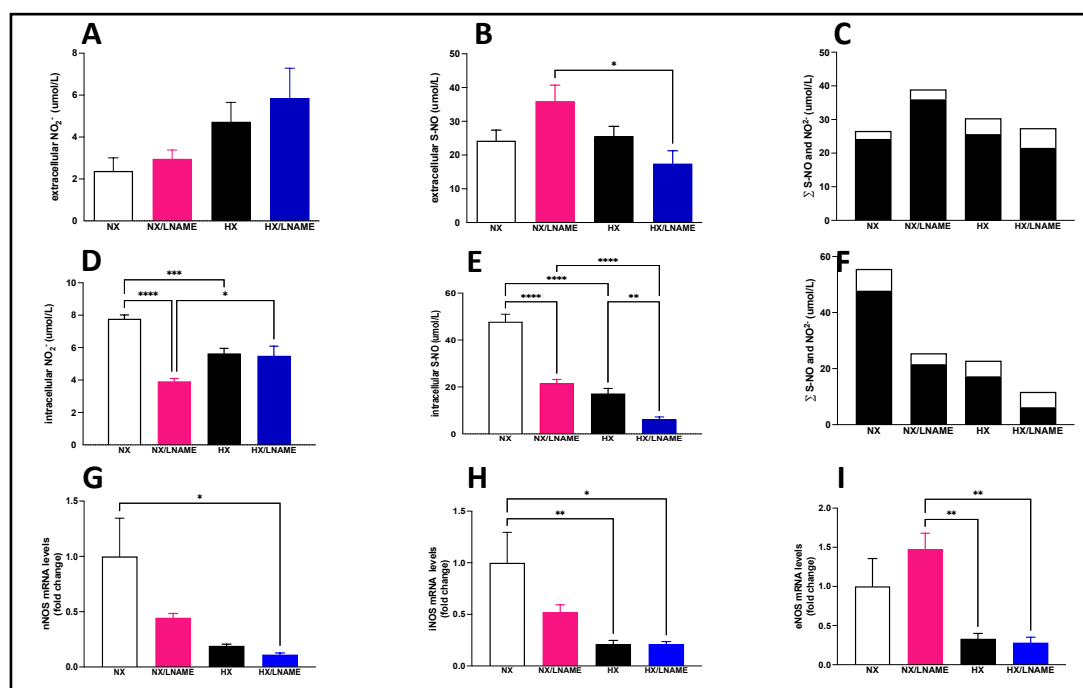 A
extracellular NO₂⁻ (umol/L)
8
6
4
2
0
NX NX/LNAME HX HX/LNAME
B
extracellular S-NO (umol/L)
50
40
30
20
10
0
*
NX NX/LNAME HX HX/LNAME
C
∑ S-NO and NO²⁻ (umol/L)
50
40
30
20
10
0
NX NX/LNAME HX HX/LNAME
D
intracellular NO₂⁻ (umol/L)
10
8
6
4
2
0
***
**** *
NX NX/LNAME HX HX/LNAME
E
intracellular S-NO (umol/L)
60
40
20
0
****
****
**** **
NX NX/LNAME HX HX/LNAME
F
∑ S-NO and NO²⁻ (umol/L)
60
40
20
0
NX NX/LNAME HX HX/LNAME
G
nNOS mRNA levels
(fold change)
1.5
1.0
0.5
0.0
*
NX NX/LNAME HX HX/LNAME
H
iNOS mRNA levels
(fold change)
1.5
1.0
0.5
0.0
*
**
NX NX/LNAME HX HX/LNAME
I
eNOS mRNA levels
(fold change)
2.0
1.5
1.0
0.5
0.0
**
**
NX NX/LNAME HX HX/LNAME